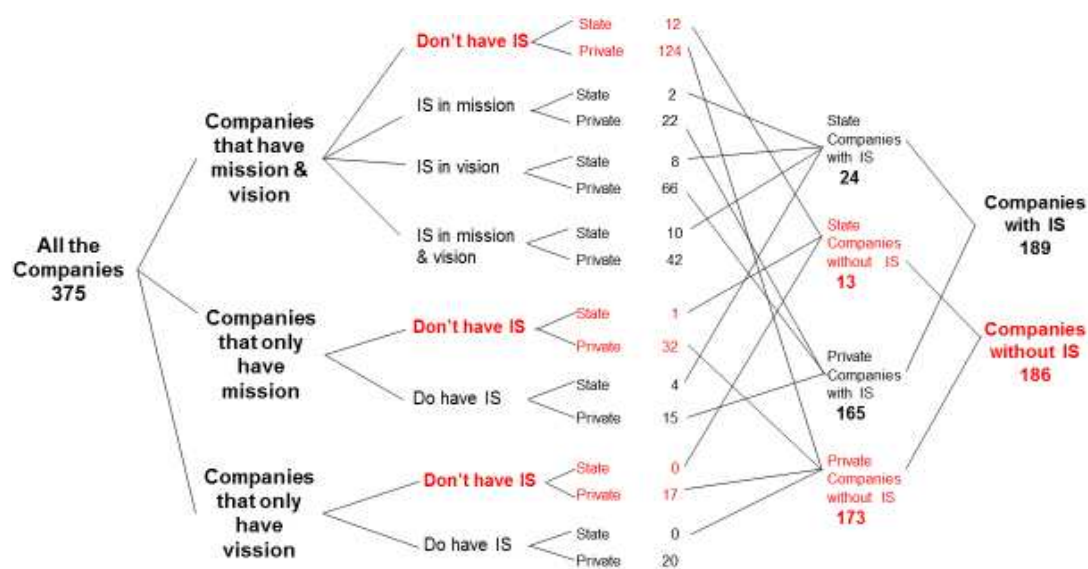 All the
Companies
375
Companies
that have
mission &
vision
Companies
that only
have
mission
Companies
that only
have
vission
Don't have IS
State 12
Private 124
IS in mission
State 2
Private 22
IS in vision
State 8
Private 66
IS in mission
& vision
State 10
Private 42
Don't have IS
State 1
Private 32
Do have IS
State 4
Private 15
Don't have IS
State 0
Private 17
Do have IS
State 0
Private 20
State
Companies
with IS
24
State
Companies
without IS
13
Private
Companies
with IS
165
Private
Companies
without IS
173
Companies
with IS
189
Companies
without IS
186